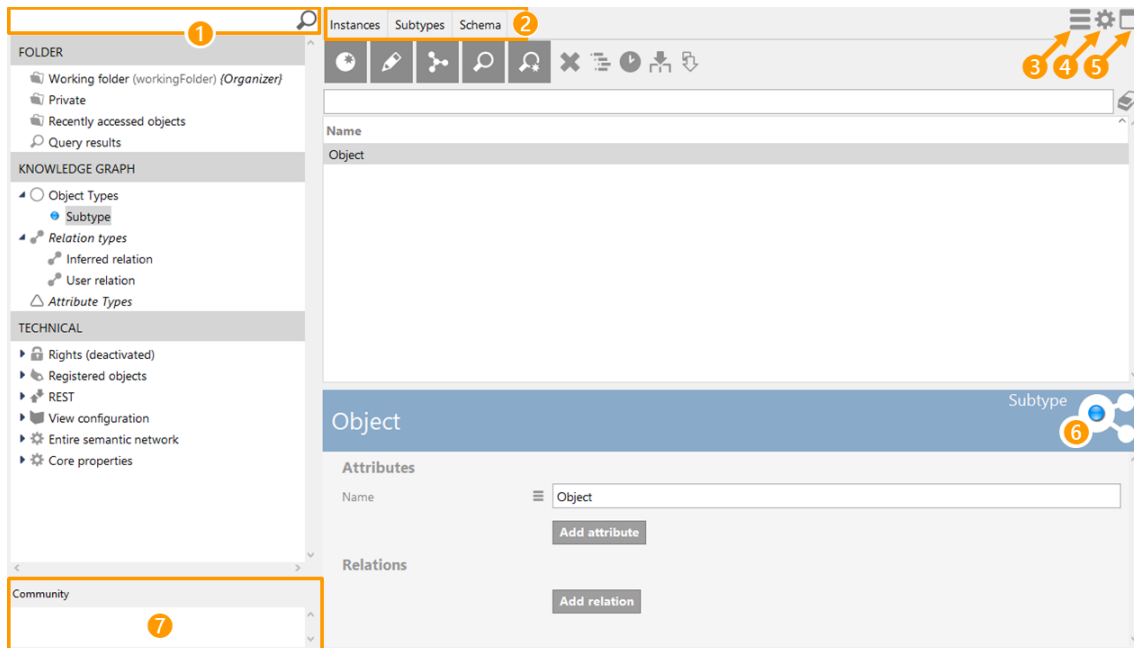 1
Instances Subtypes Schema 2
3 4 5
FOLDER
Working folder (workingFolder) {Organizer}
Private
Recently accessed objects
Query results
KNOWLEDGE GRAPH
Object Types
Subtype
Relation types
Inferred relation
User relation
Attribute Types
TECHNICAL
Rights (deactivated)
Registered objects
REST
View configuration
Entire semantic network
Core properties
Community
7
Name
Object
Subtype
Object
6
Attributes
Name Object
Add attribute
Relations
Add relation